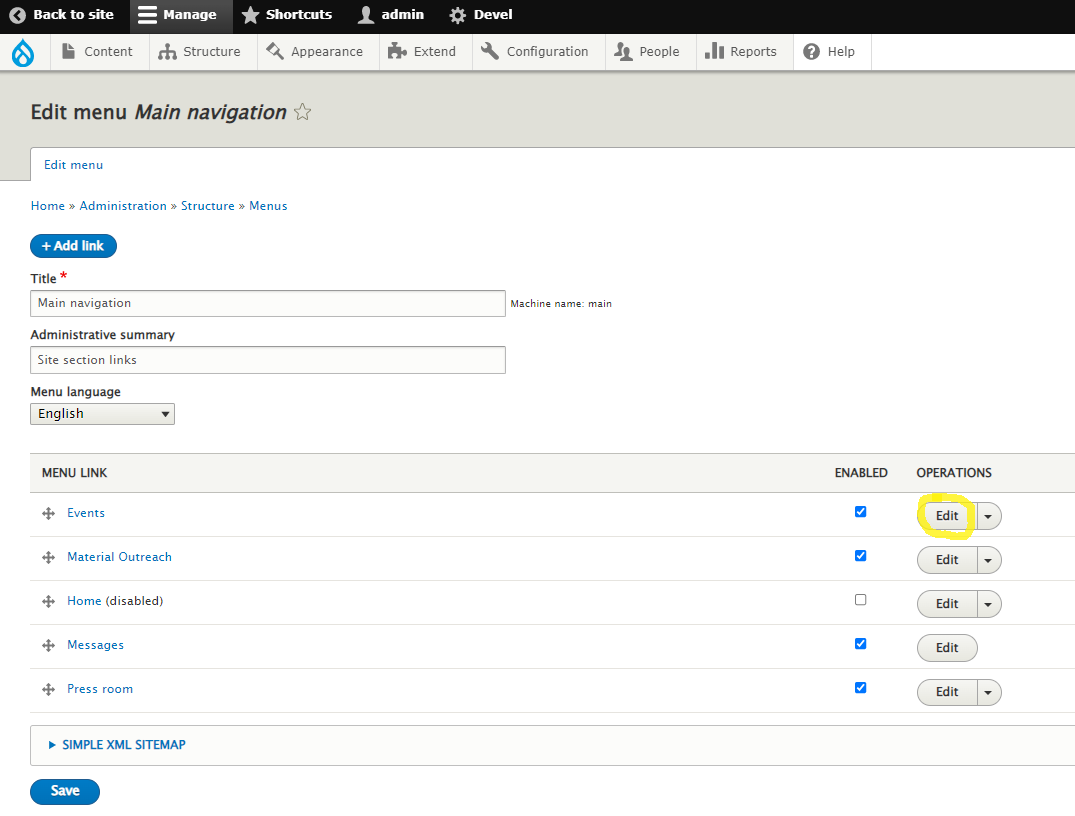 Back to site Manage Shortcuts admin Devel
Content Structure Appearance Extend Configuration People Reports Help
Edit menu Main navigation
Edit menu
Home » Administration » Structure » Menus
+ Add link
Title *
Main navigation Machine name: main
Administrative summary
Site section links
Menu language
English
MENU LINK ENABLED OPERATIONS
Events Edit
Material Outreach Edit
Home (disabled) Edit
Messages Edit
Press room Edit
SIMPLE XML SITEMAP
Save